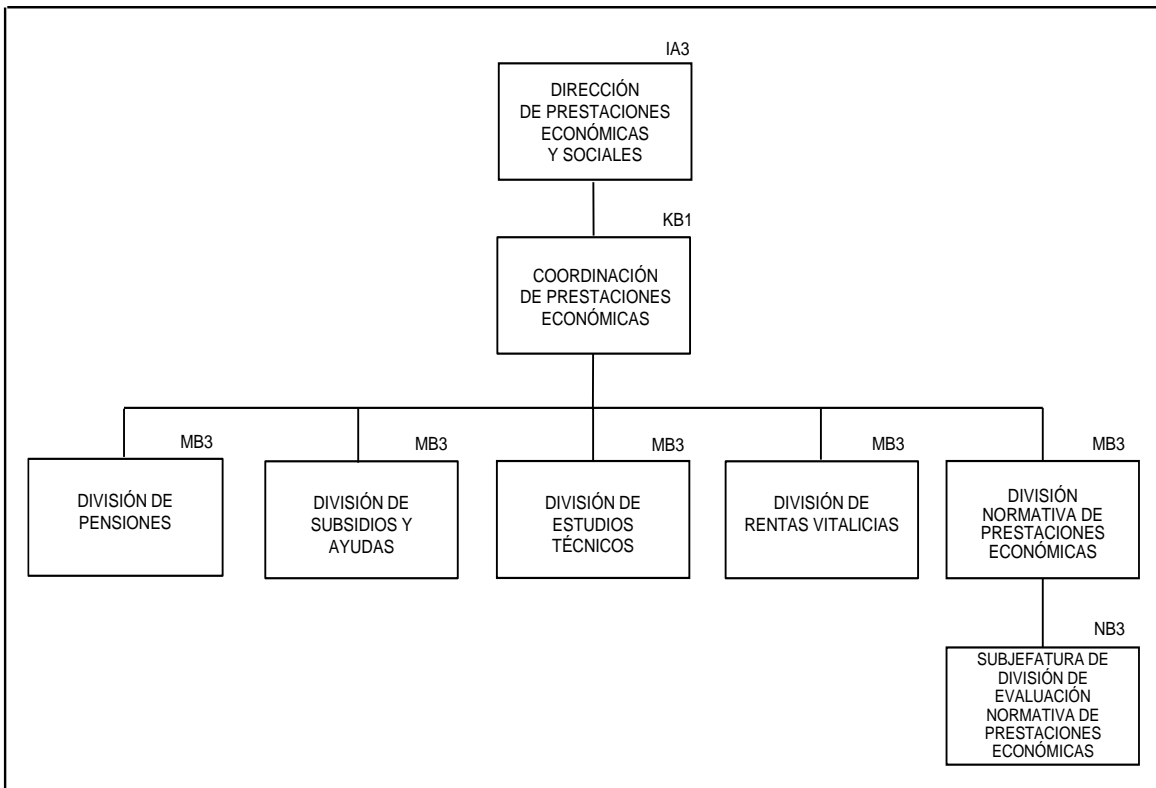 IA3
DIRECCIÓN
DE PRESTACIONES
ECONÓMICAS
Y SOCIALES
KB1
COORDINACIÓN
DE PRESTACIONES
ECONÓMICAS
MB3
DIVISIÓN DE
PENSIONES
MB3
DIVISIÓN DE
SUBSIDIOS Y
AYUDAS
MB3
DIVISIÓN DE
ESTUDIOS
TÉCNICOS
MB3
DIVISIÓN DE
RENTAS VITALICIAS
MB3
DIVISIÓN
NORMATIVA DE
PRESTACIONES
ECONÓMICAS
NB3
SUBJEFATURA DE
DIVISIÓN DE
EVALUACIÓN
NORMATIVA DE
PRESTACIONES
ECONÓMICAS